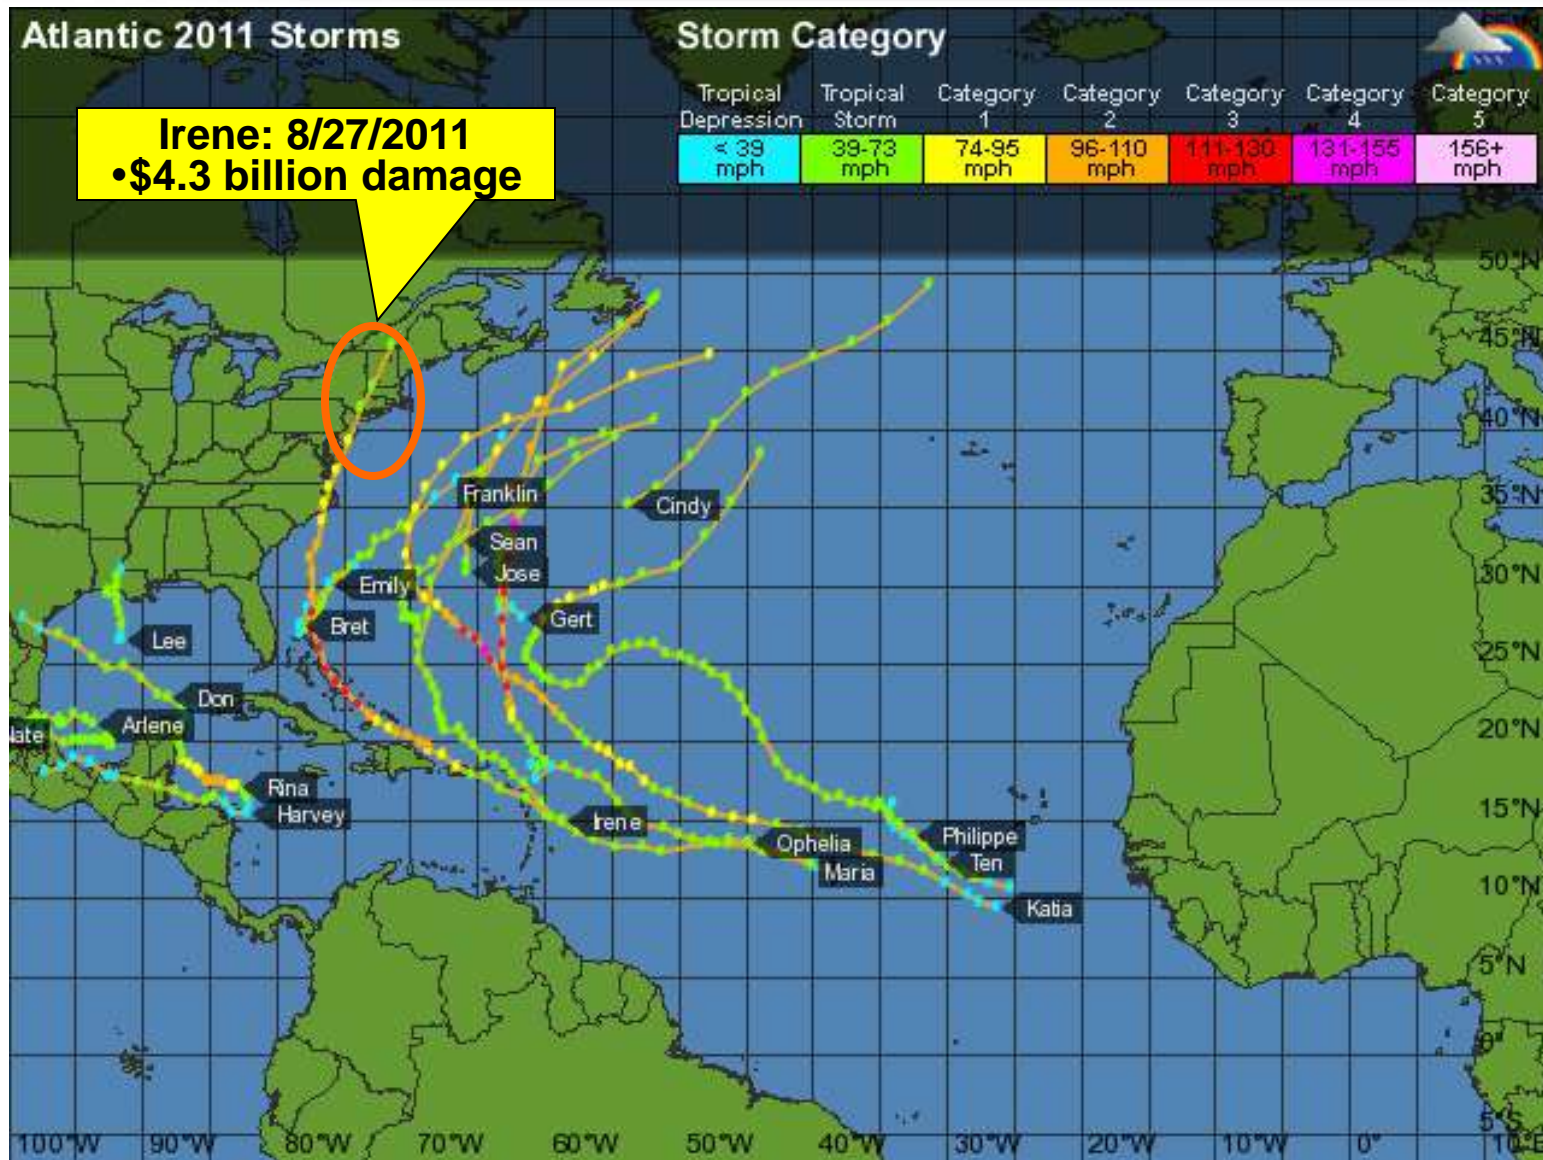 Atlantic 2011 Storms
Storm Category
Tropical Depression
Tropical Storm
Category 1
Category 2
Category 3
Category 4
Category 5
< 39 mph
39-73 mph
74-95 mph
96-110 mph
111-130 mph
131-155 mph
156+ mph
Irene: 8/27/2011
•$4.3 billion damage
50°N
45°N
40°N
35°N
30°N
25°N
20°N
15°N
10°N
5°N
0°
5°S
Franklin
Cindy
Sean
Jose
Emily
Gert
Bret
Lee
Don
Arlene
Nate
Rina
Harvey
Irene
Ophelia
Maria
Philippe
Ten
Katia
100°W
90°W
80°W
70°W
60°W
50°W
40°W
30°W
20°W
10°W
0°
10°E